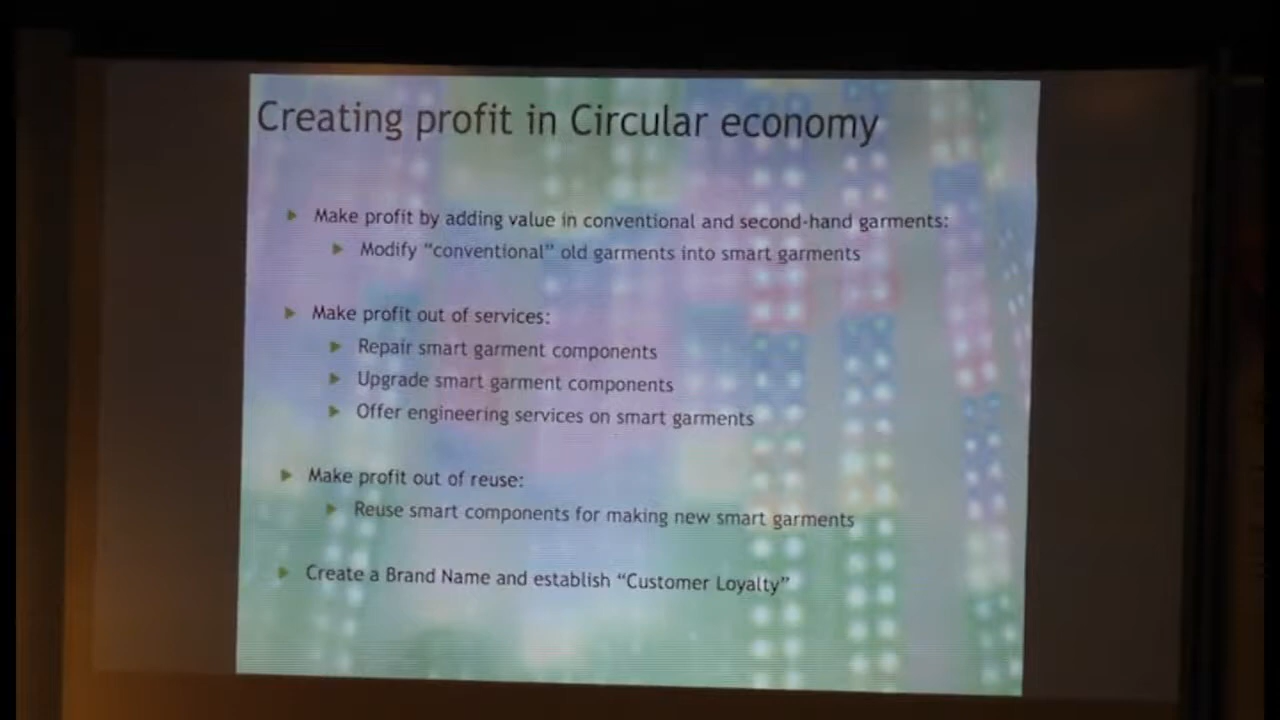 Creating profit in Circular economy
Make profit by adding value in conventional and second-hand garments:
Modify “conventional” old garments into smart garments
Make profit out of services:
Repair smart garment components
Upgrade smart garment components
Offer engineering services on smart garments
Make profit out of reuse:
Reuse smart components for making new smart garments
Create a Brand Name and establish “Customer Loyalty”